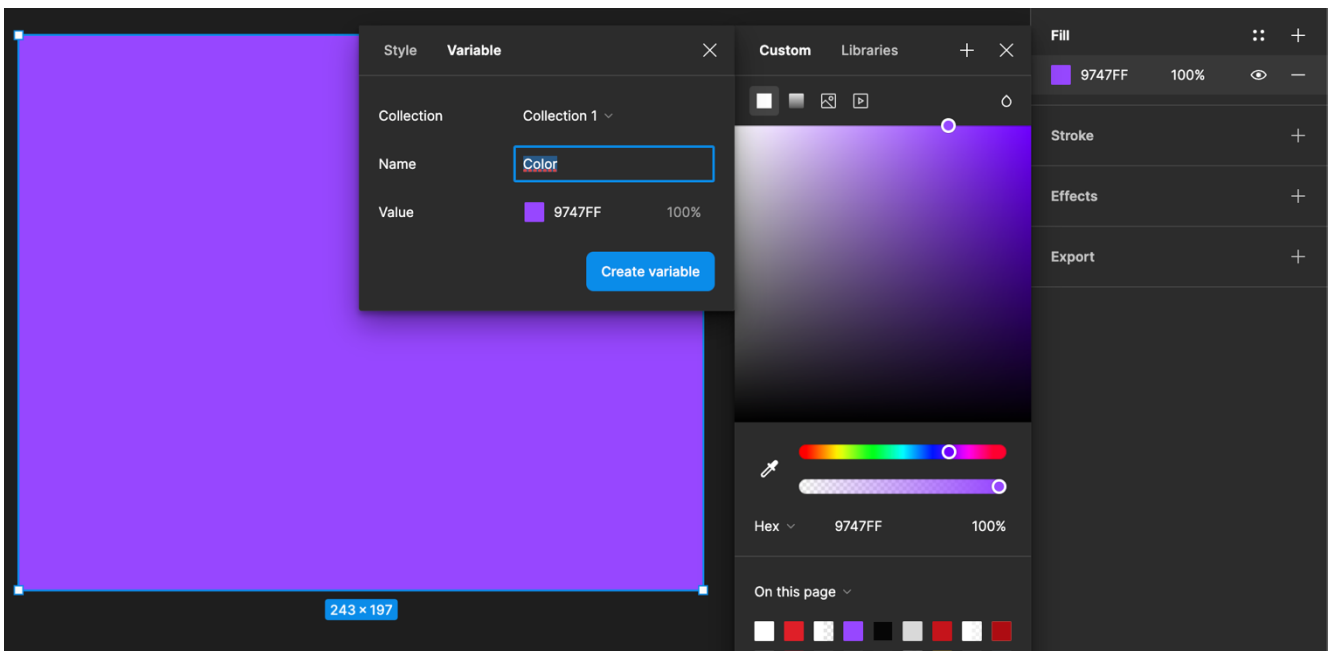 Style Variable
Collection Collection 1
Name Color
Value 9747FF 100%
Create variable
243 × 197
Custom Libraries
Hex 9747FF 100%
On this page
Fill
9747FF 100%
Stroke
Effects
Export